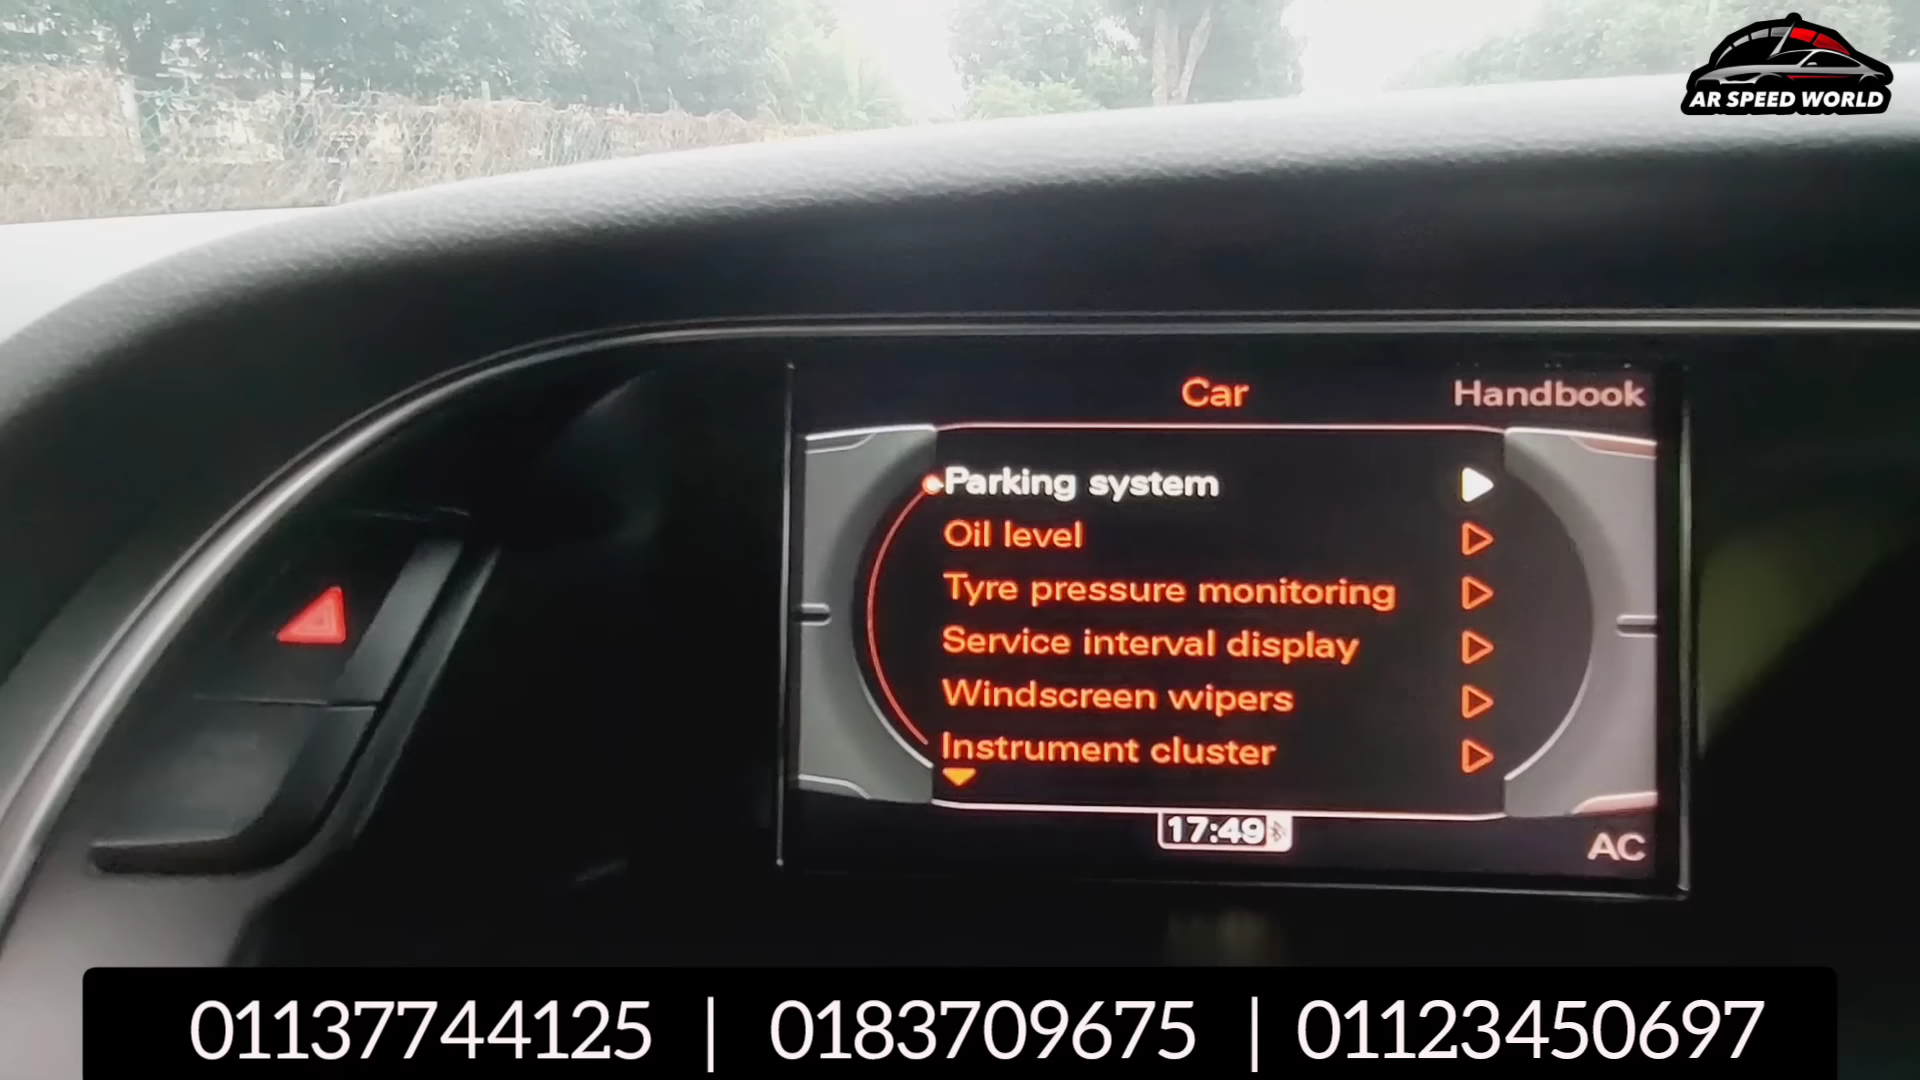 AR SPEED WORLD
Car
Handbook
Parking system
Oil level
Tyre pressure monitoring
Service interval display
Windscreen wipers
Instrument cluster
17:49
AC
01137744125 | 0183709675 | 01123450697